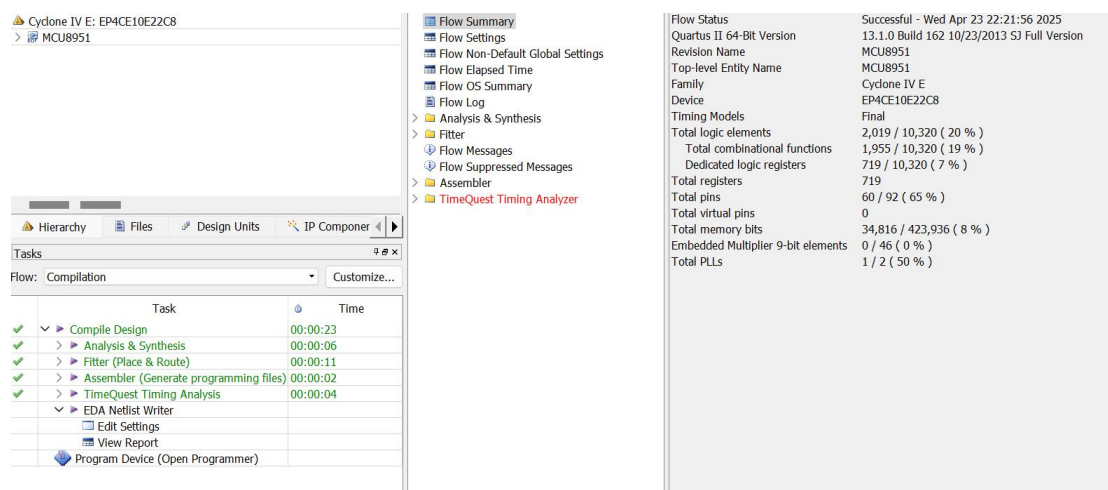 Cyclone IV E: EP4CE10E22C8
MCU8951
Hierarchy Files Design Units IP Componer
Tasks
Flow: Compilation Customize...
Task Time
Compile Design 00:00:23
Analysis & Synthesis 00:00:06
Fitter (Place & Route) 00:00:11
Assembler (Generate programming files) 00:00:02
TimeQuest Timing Analysis 00:00:04
EDA Netlist Writer
Edit Settings
View Report
Program Device (Open Programmer)
Flow Summary
Flow Settings
Flow Non-Default Global Settings
Flow Elapsed Time
Flow OS Summary
Flow Log
Analysis & Synthesis
Fitter
Flow Messages
Flow Suppressed Messages
Assembler
TimeQuest Timing Analyzer
Flow Status Successful - Wed Apr 23 22:21:56 2025
Quartus II 64-Bit Version 13.1.0 Build 162 10/23/2013 SJ Full Version
Revision Name MCU8951
Top-level Entity Name MCU8951
Family Cyclone IV E
Device EP4CE10E22C8
Timing Models Final
Total logic elements 2,019 / 10,320 ( 20 % )
Total combinational functions 1,955 / 10,320 ( 19 % )
Dedicated logic registers 719 / 10,320 ( 7 % )
Total registers 719
Total pins 60 / 92 ( 65 % )
Total virtual pins 0
Total memory bits 34,816 / 423,936 ( 8 % )
Embedded Multiplier 9-bit elements 0 / 46 ( 0 % )
Total PLLs 1 / 2 ( 50 % )